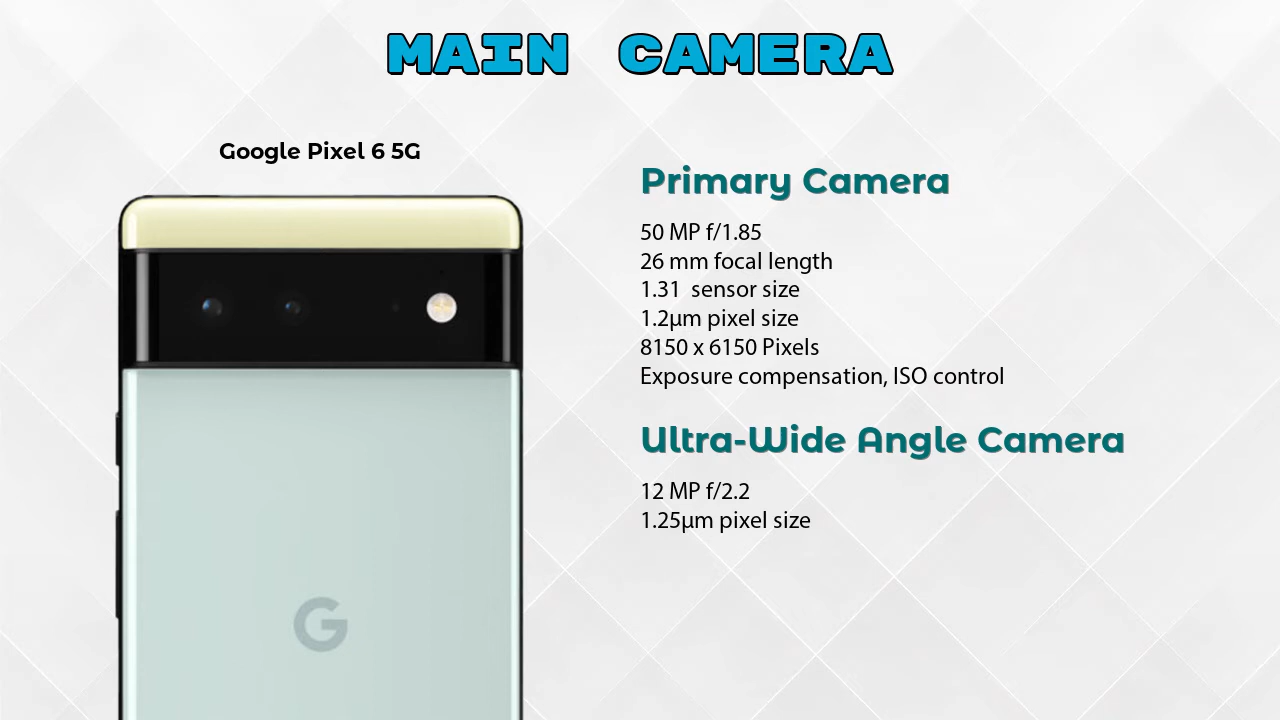 MAIN CAMERA
Google Pixel 6 5G
Primary Camera
50 MP f/1.85
26 mm focal length
1.31 sensor size
1.2µm pixel size
8150 x 6150 Pixels
Exposure compensation, ISO control
Ultra-Wide Angle Camera
12 MP f/2.2
1.25µm pixel size
G